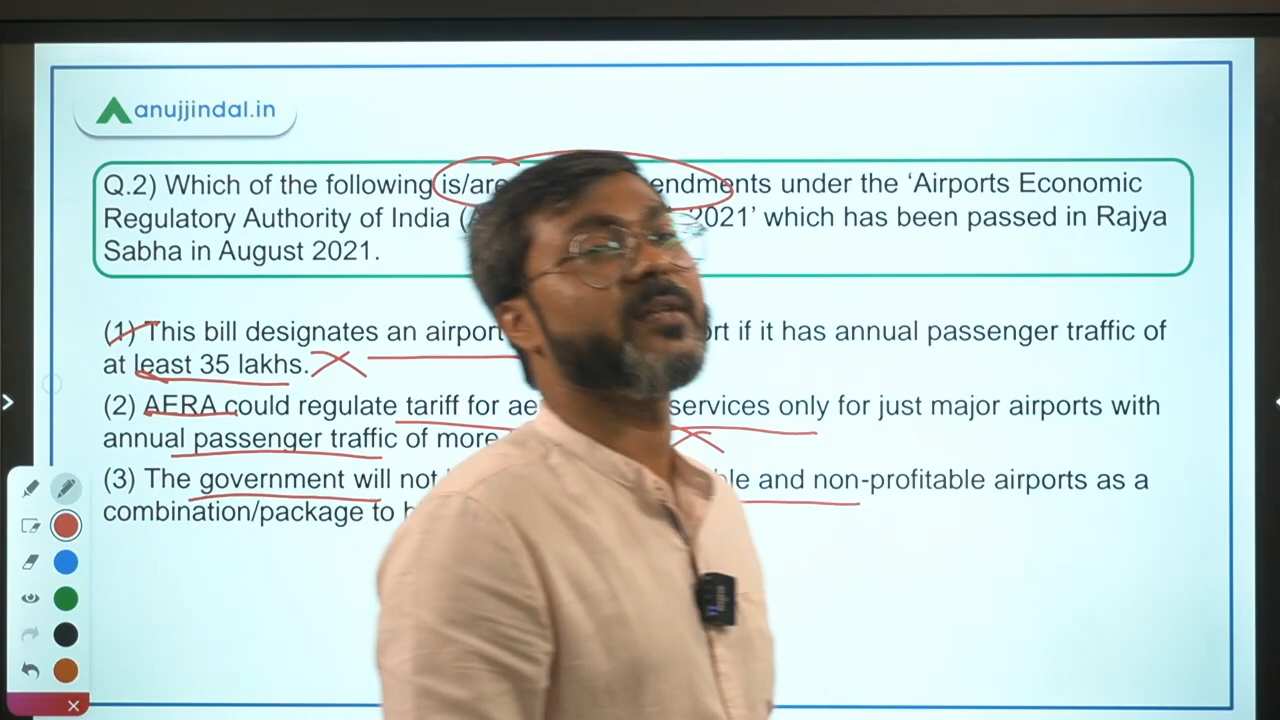 anujjindal.in
Q.2) Which of the following is/are endments under the ‘Airports Economic
Regulatory Authority of India ( 2021’ which has been passed in Rajya
Sabha in August 2021.
(1) This bill designates an airport if it has annual passenger traffic of
at least 35 lakhs.
(2) AERA could regulate tariff for services only for just major airports with
annual passenger traffic of more
(3) The government will not and non-profitable airports as a
combination/package to